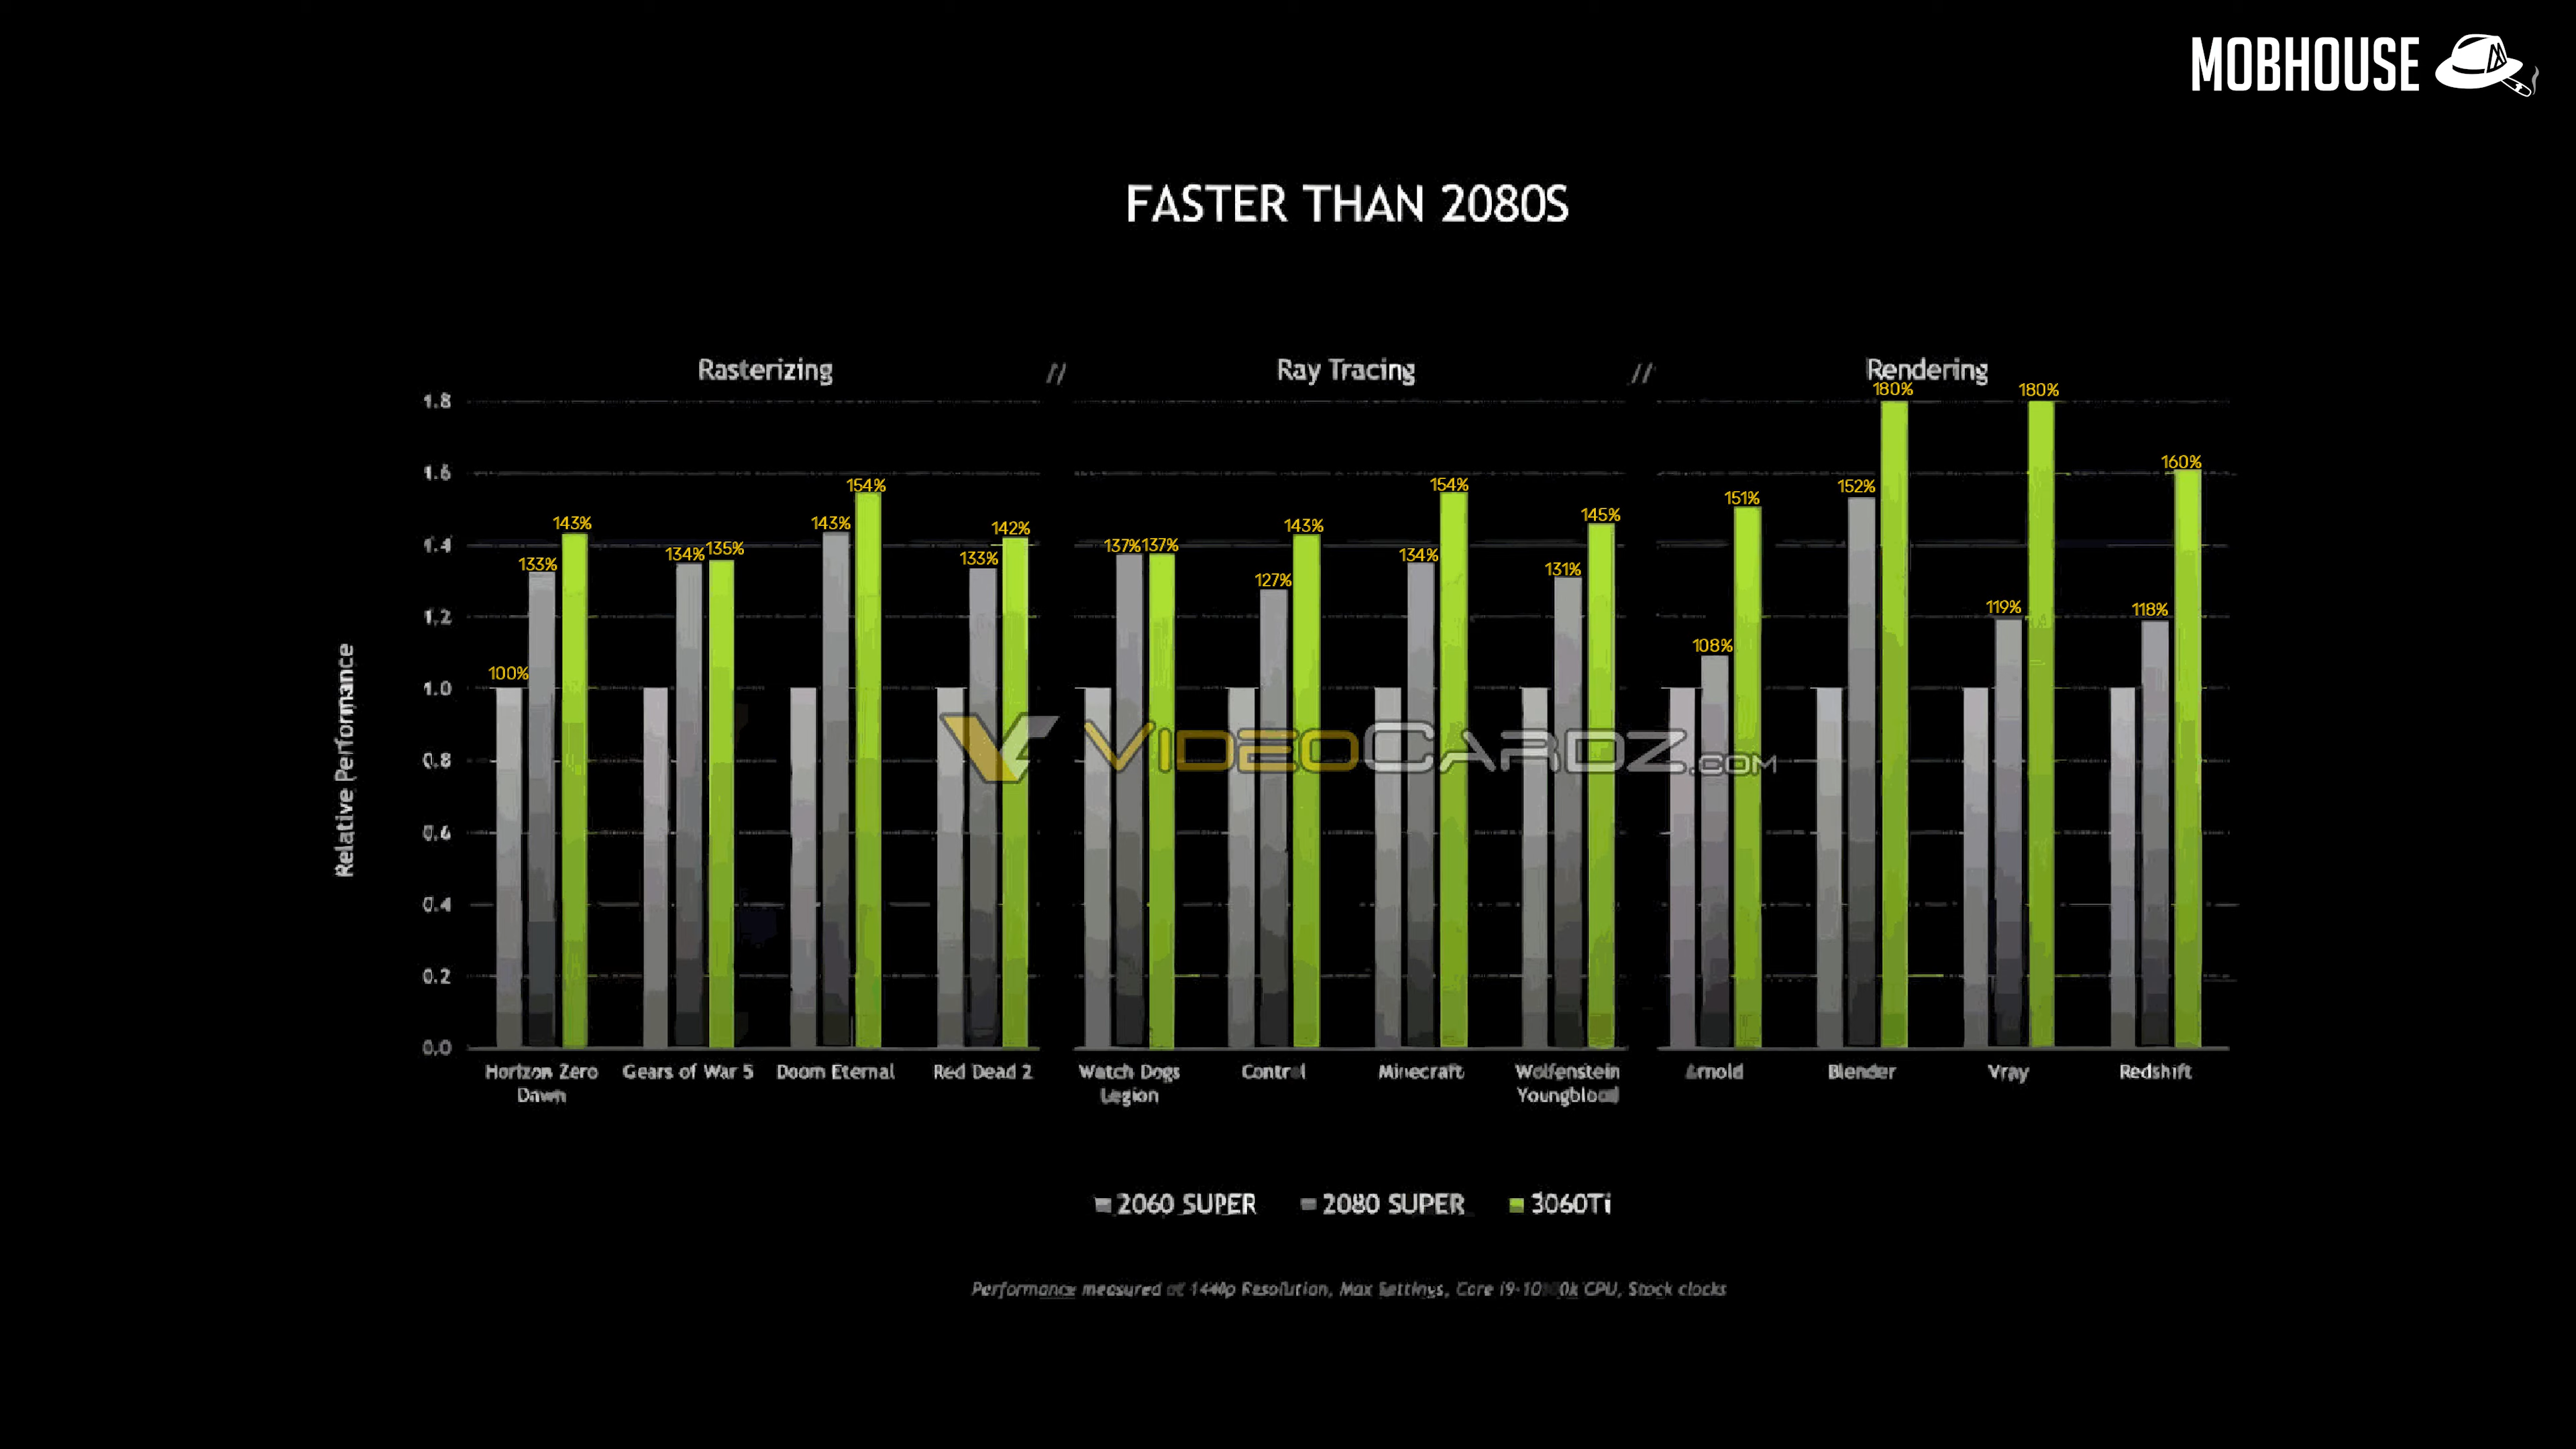 MOBHOUSE
FASTER THAN 2080S
Rasterizing // Ray Tracing // Rendering
Relative Performance
1.8
1.6
1.4
1.2
1.0
0.8
0.6
0.4
0.2
0.0
100% 133% 143%
134% 135%
143% 154%
133% 142%
137% 137%
127% 143%
134% 154%
131% 145%
108% 151%
152% 180%
119% 180%
118% 160%
VIDEOCARDZ.COM
Horizon Zero
Dawn
Gears of War 5
Doom Eternal
Red Dead 2
Watch Dogs
Legion
Control
Minecraft
Wolfenstein
Youngblood
Arnold
Blender
Vray
Redshift
2060 SUPER 2080 SUPER 3060Ti
Performance measured at 1440p Resolution, Max Settings, Core CPU, Stock clocks